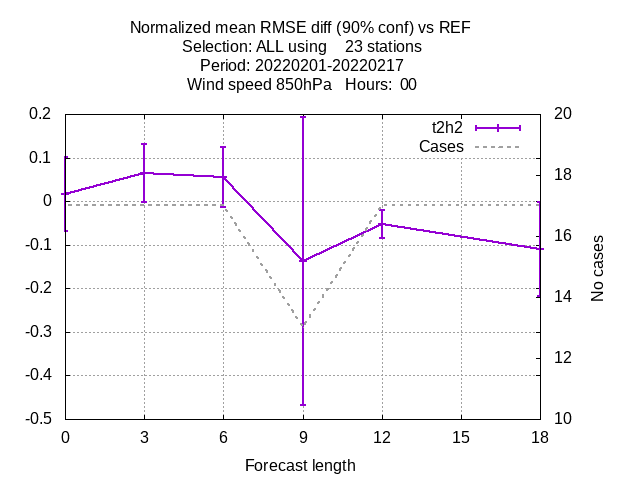 Normalized mean RMSE diff (90% conf) vs REF
Selection: ALL using    23 stations
Period: 20220201-20220217
Wind speed 850hPa   Hours:  00
0.2
0.1
0
-0.1
-0.2
-0.3
-0.4
-0.5
t2h2
Cases
20
18
16
14
12
10
No cases
0 3 6 9 12 15 18
Forecast length